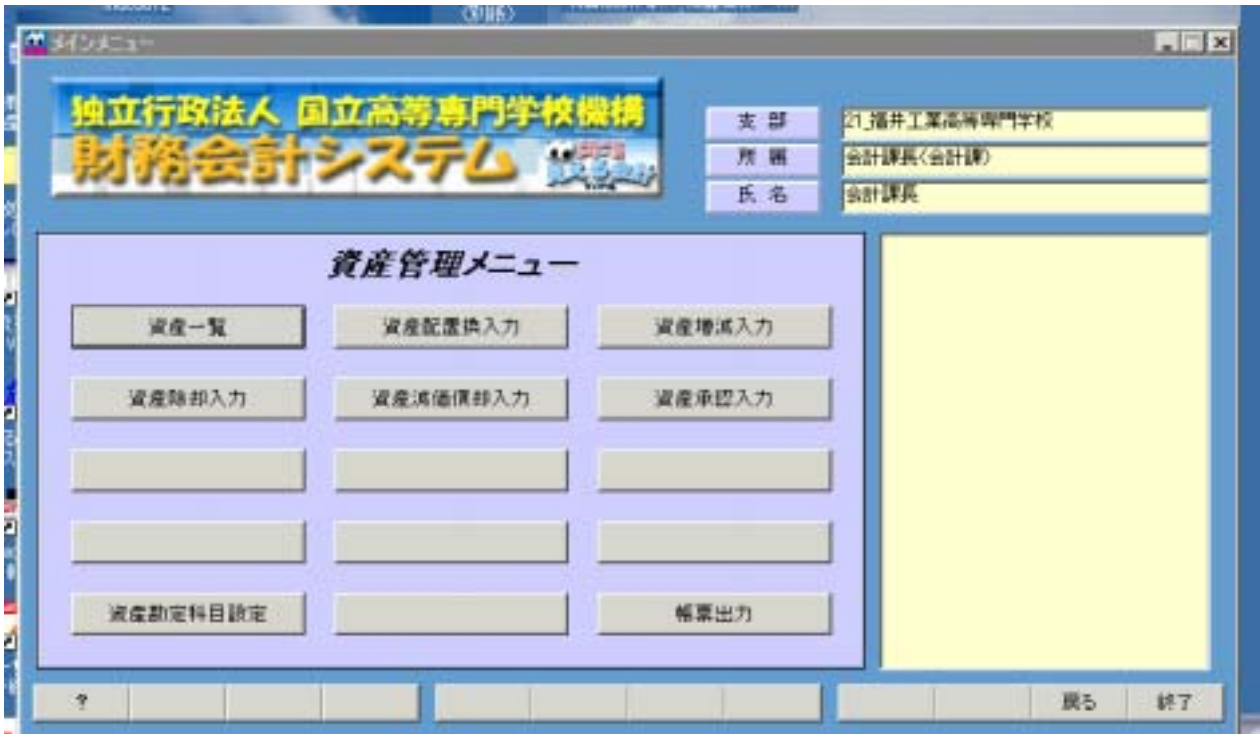 メインメニュー
独立行政法人 国立高等専門学校機構
財務会計システム
支 部 21_福井工業高等専門学校
所 属 会計課長(会計課)
氏 名 会計課長
資産管理メニュー
資産一覧 資産配置換入力 資産増減入力
資産除却入力 資産減価償却入力 資産承認入力
資産勘定科目設定 帳票出力
? 戻る 終了